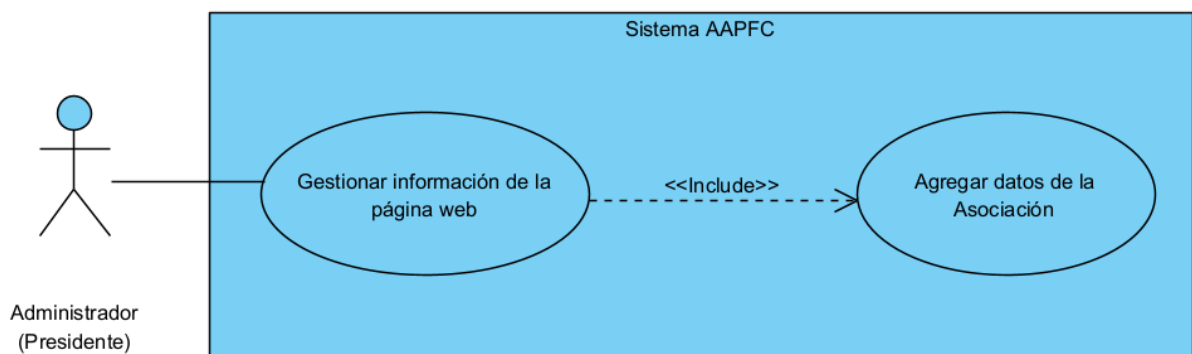 Sistema AAPFC
Gestionar información de la
página web
<<Include>>
Agregar datos de la
Asociación
Administrador
(Presidente)